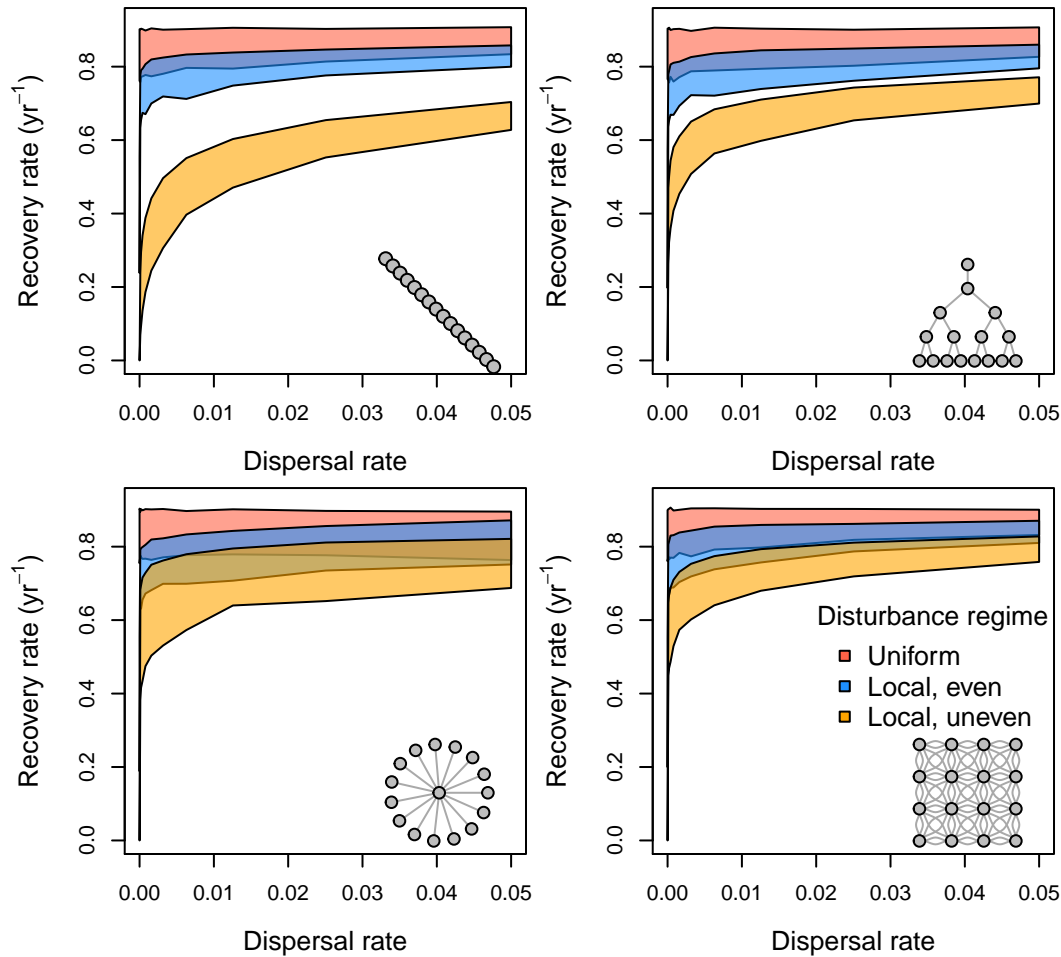 Recovery rate (yr⁻¹)
0.8
0.6
0.4
0.2
0.0
0.00 0.01 0.02 0.03 0.04 0.05
Dispersal rate
Recovery rate (yr⁻¹)
0.8
0.6
0.4
0.2
0.0
0.00 0.01 0.02 0.03 0.04 0.05
Dispersal rate
Recovery rate (yr⁻¹)
0.8
0.6
0.4
0.2
0.0
0.00 0.01 0.02 0.03 0.04 0.05
Dispersal rate
Recovery rate (yr⁻¹)
0.8
0.6
0.4
0.2
0.0
Disturbance regime
Uniform
Local, even
Local, uneven
0.00 0.01 0.02 0.03 0.04 0.05
Dispersal rate